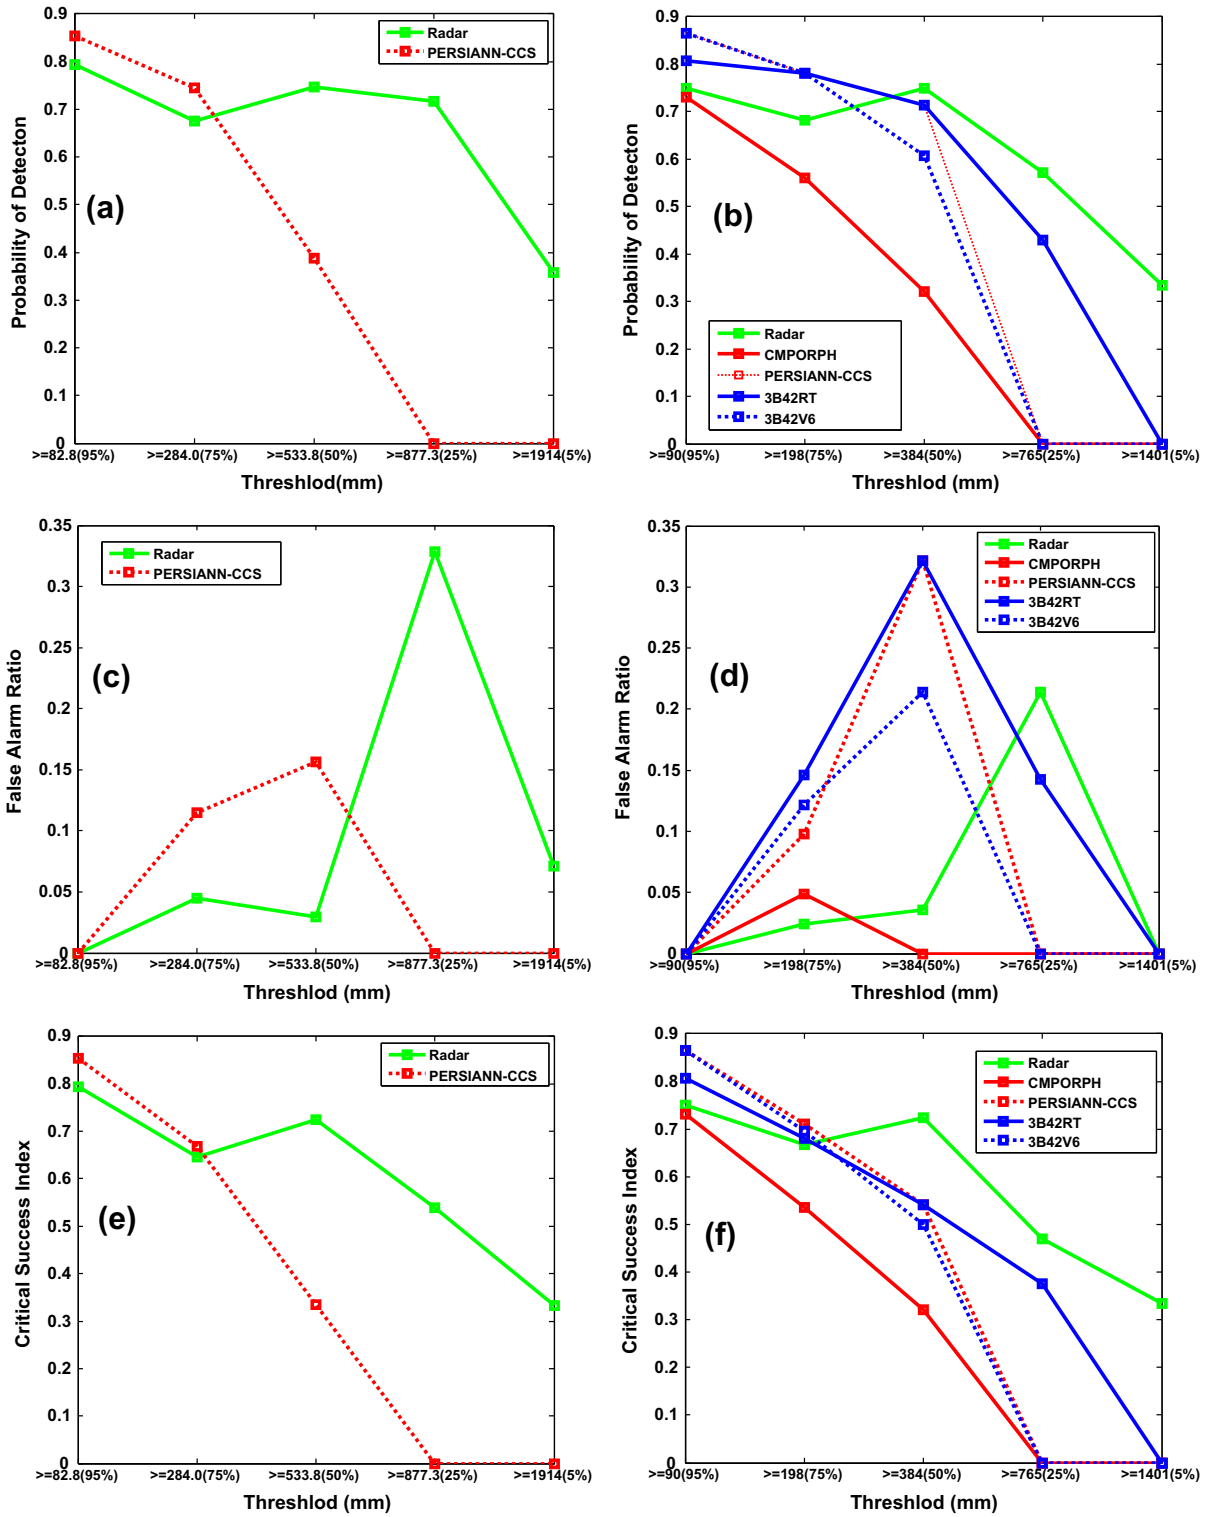 0.9
0.8
0.7
0.6
0.5
0.4
0.3
0.2
0.1
0
Probability of Detecton
(a)
Radar
PERSIANN-CCS
>=82.8(95%) >=284.0(75%) >=533.8(50%) >=877.3(25%) >=1914(5%)
Threshlod(mm)
0.9
0.8
0.7
0.6
0.5
0.4
0.3
0.2
0.1
0
Probability of Detecton
(b)
Radar
CMPORPH
PERSIANN-CCS
3B42RT
3B42V6
>=90(95%) >=198(75%) >=384(50%) >=765(25%) >=1401(5%)
Threshlod (mm)
0.35
0.3
0.25
0.2
0.15
0.1
0.05
0
False Alarm Ratio
(c)
Radar
PERSIANN-CCS
>=82.8(95%) >=284.0(75%) >=533.8(50%) >=877.3(25%) >=1914(5%)
Threshlod (mm)
0.35
0.3
0.25
0.2
0.15
0.1
0.05
0
False Alarm Ratio
(d)
Radar
CMPORPH
PERSIANN-CCS
3B42RT
3B42V6
>=90(95%) >=198(75%) >=384(50%) >=765(25%) >=1401(5%)
Threshlod (mm)
0.9
0.8
0.7
0.6
0.5
0.4
0.3
0.2
0.1
0
Critical Success Index
(e)
Radar
PERSIANN-CCS
>=82.8(95%) >=284.0(75%) >=533.8(50%) >=877.3(25%) >=1914(5%)
Threshlod (mm)
0.9
0.8
0.7
0.6
0.5
0.4
0.3
0.2
0.1
0
Critical Success Index
(f)
Radar
CMPORPH
PERSIANN-CCS
3B42RT
3B42V6
>=90(95%) >=198(75%) >=384(50%) >=765(25%) >=1401(5%)
Threshlod (mm)